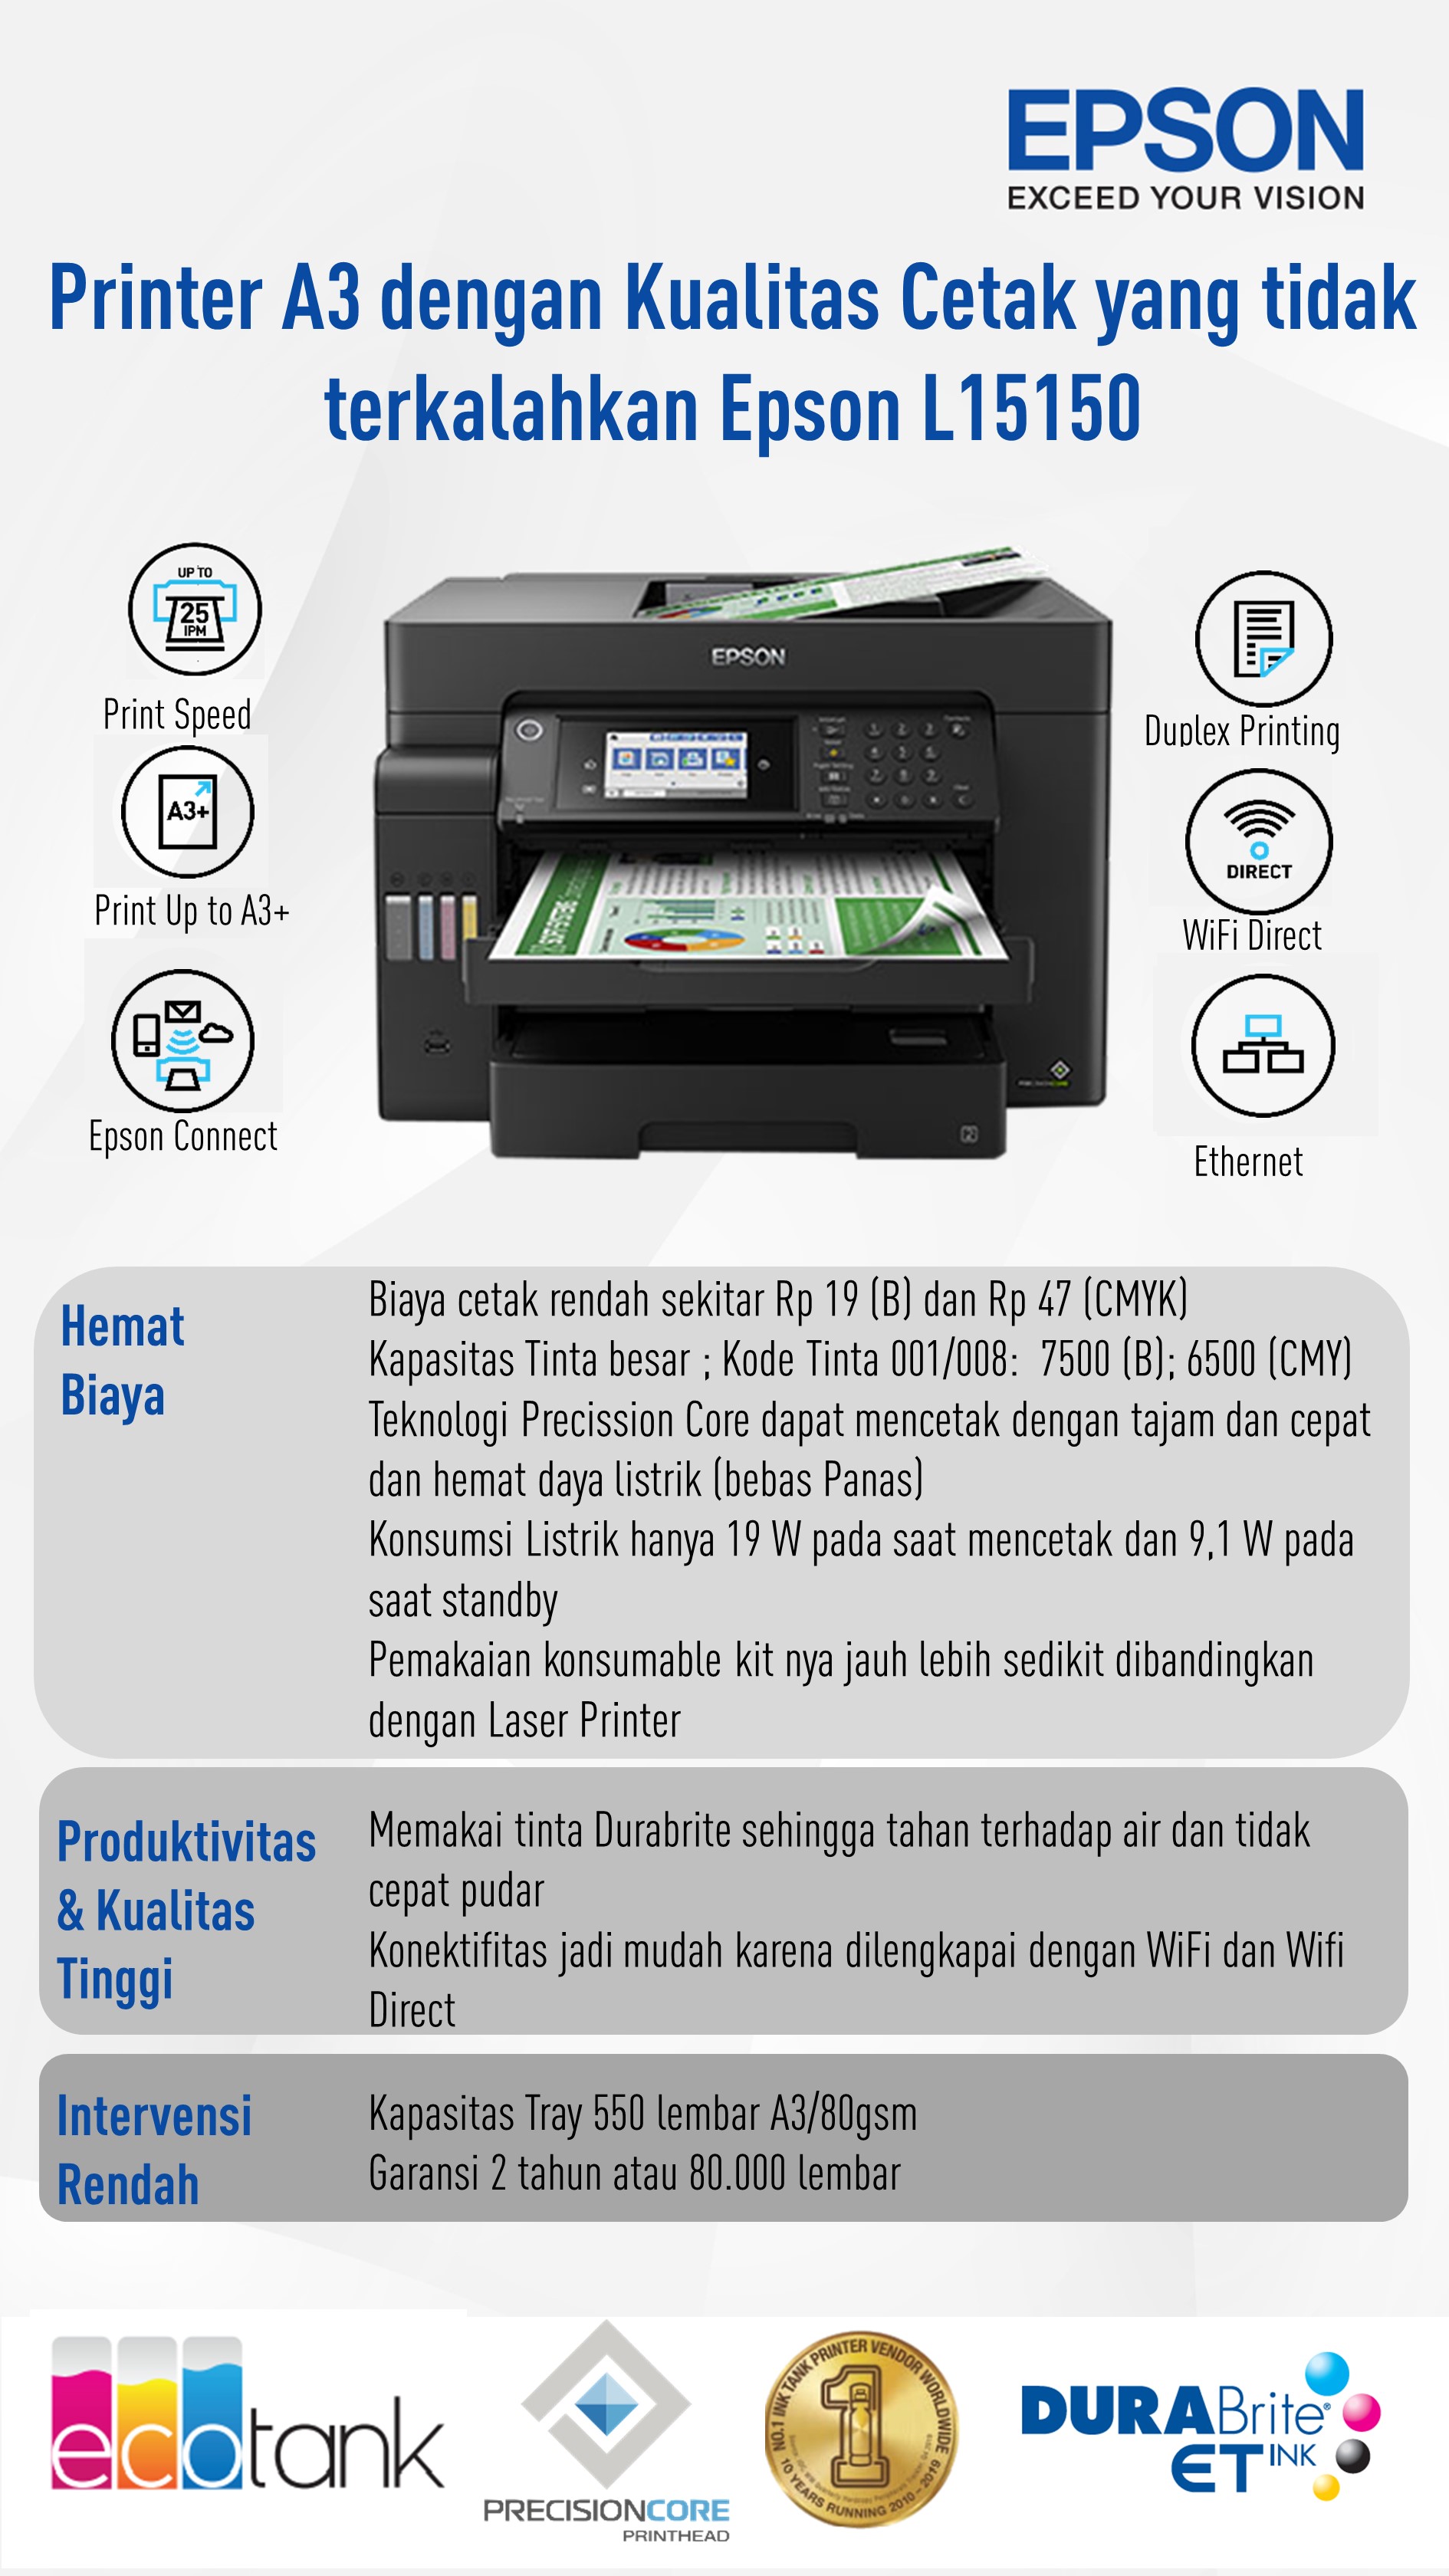 EPSON
EXCEED YOUR VISION
Printer A3 dengan Kualitas Cetak yang tidak
terkalahkan Epson L15150
UP TO
25
IPM
Print Speed
A3+
Print Up to A3+
Epson Connect
EPSON
Duplex Printing
DIRECT
WiFi Direct
Ethernet
2
Hemat
Biaya
Biaya cetak rendah sekitar Rp 19 (B) dan Rp 47 (CMYK)
Kapasitas Tinta besar ; Kode Tinta 001/008:  7500 (B); 6500 (CMY)
Teknologi Precission Core dapat mencetak dengan tajam dan cepat
dan hemat daya listrik (bebas Panas)
Konsumsi Listrik hanya 19 W pada saat mencetak dan 9,1 W pada
saat standby
Pemakaian konsumable kit nya jauh lebih sedikit dibandingkan
dengan Laser Printer
Produktivitas
& Kualitas
Tinggi
Memakai tinta Durabrite sehingga tahan terhadap air dan tidak
cepat pudar
Konektifitas jadi mudah karena dilengkapai dengan WiFi dan Wifi
Direct
Intervensi
Rendah
Kapasitas Tray 550 lembar A3/80gsm
Garansi 2 tahun atau 80.000 lembar
ecotank
PRECISIONCORE
PRINTHEAD
NO.1 INK TANK PRINTER VENDOR WORLDWIDE
1
10 YEARS RUNNING 2010 - 2019
DURABrite®
ET INK